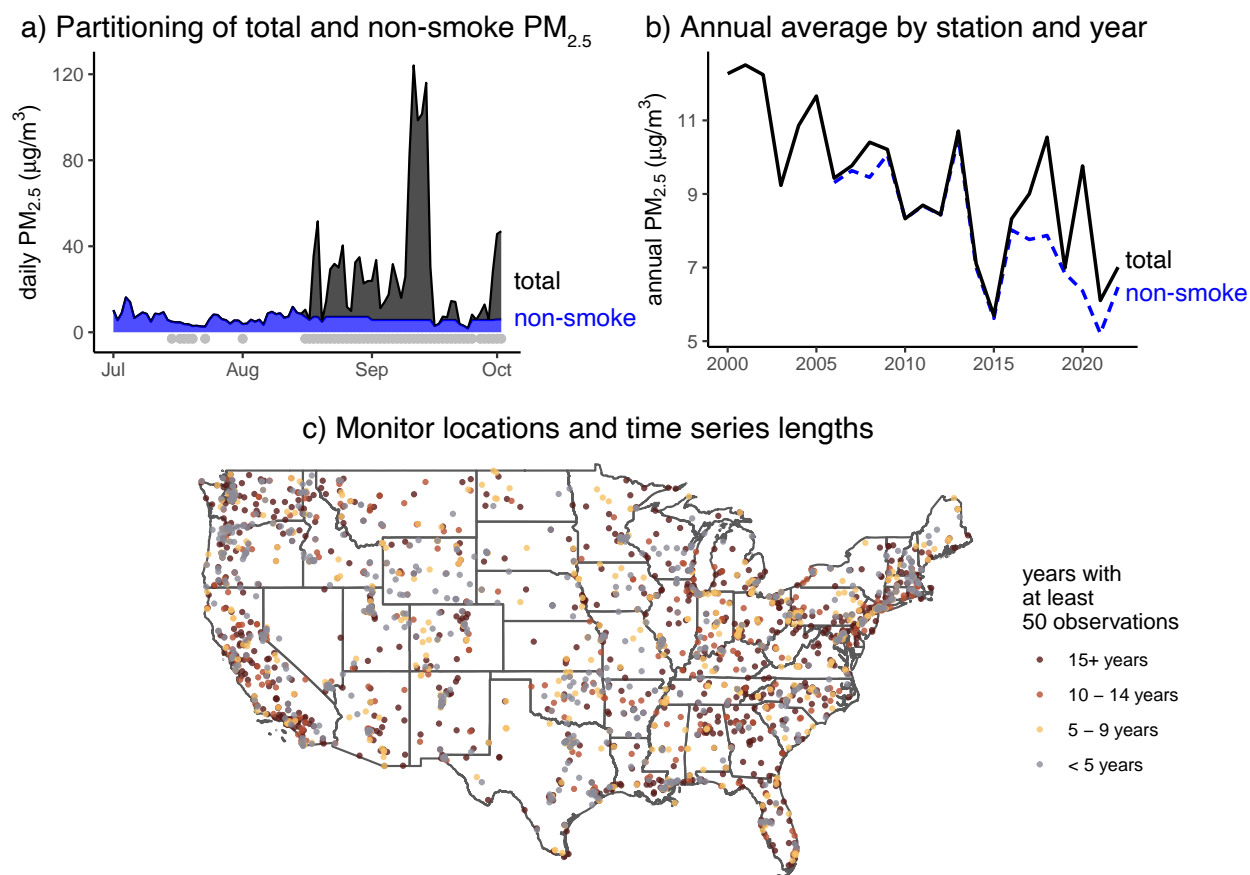 a) Partitioning of total and non-smoke PM2.5
daily PM2.5 (μg/m3)
120
80
40
0
total
non-smoke
Jul
Aug
Sep
Oct
b) Annual average by station and year
annual PM2.5 (μg/m3)
11
9
7
5
total
non-smoke
2000
2005
2010
2015
2020
c) Monitor locations and time series lengths
years with
at least
50 observations
15+ years
10 − 14 years
5 − 9 years
< 5 years